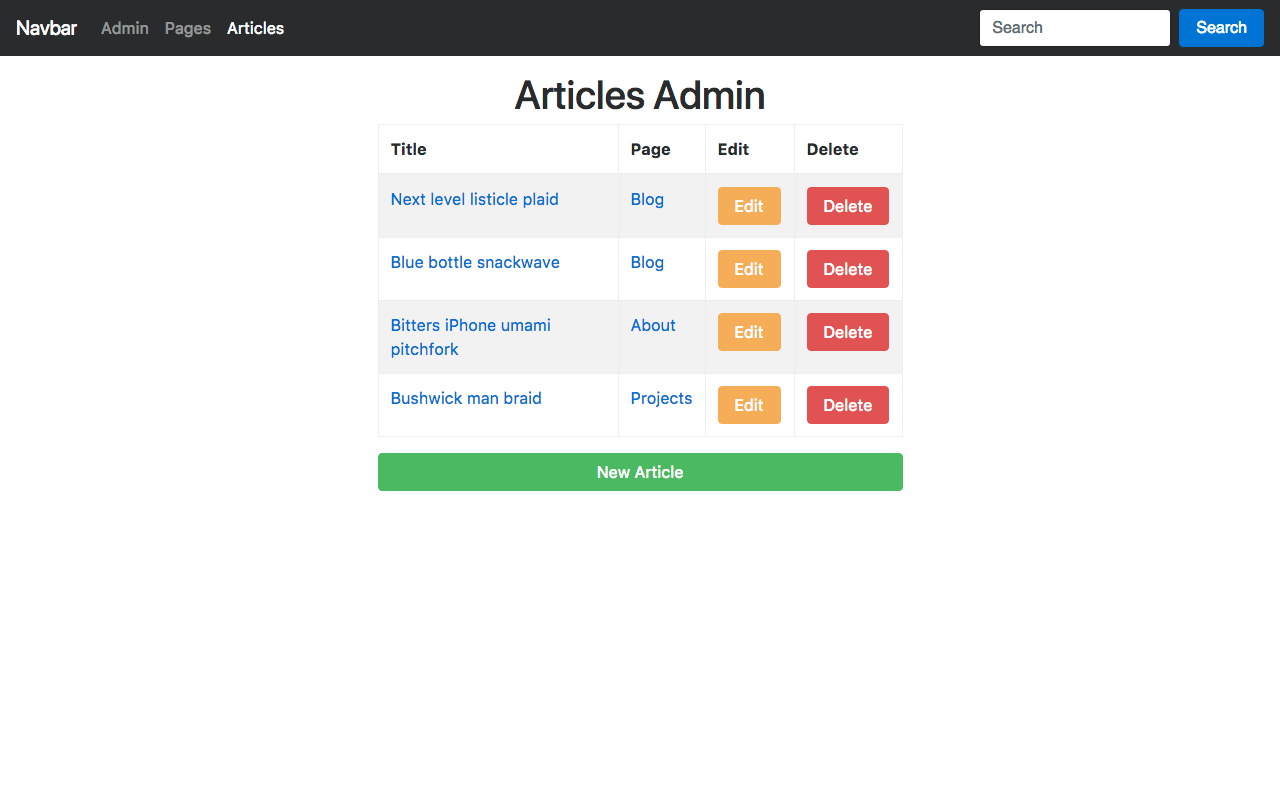 Navbar Admin Pages Articles Search Search
Articles Admin
Title Page Edit Delete
Next level listicle plaid Blog Edit Delete
Blue bottle snackwave Blog Edit Delete
Bitters iPhone umami About Edit Delete
pitchfork
Bushwick man braid Projects Edit Delete
New Article